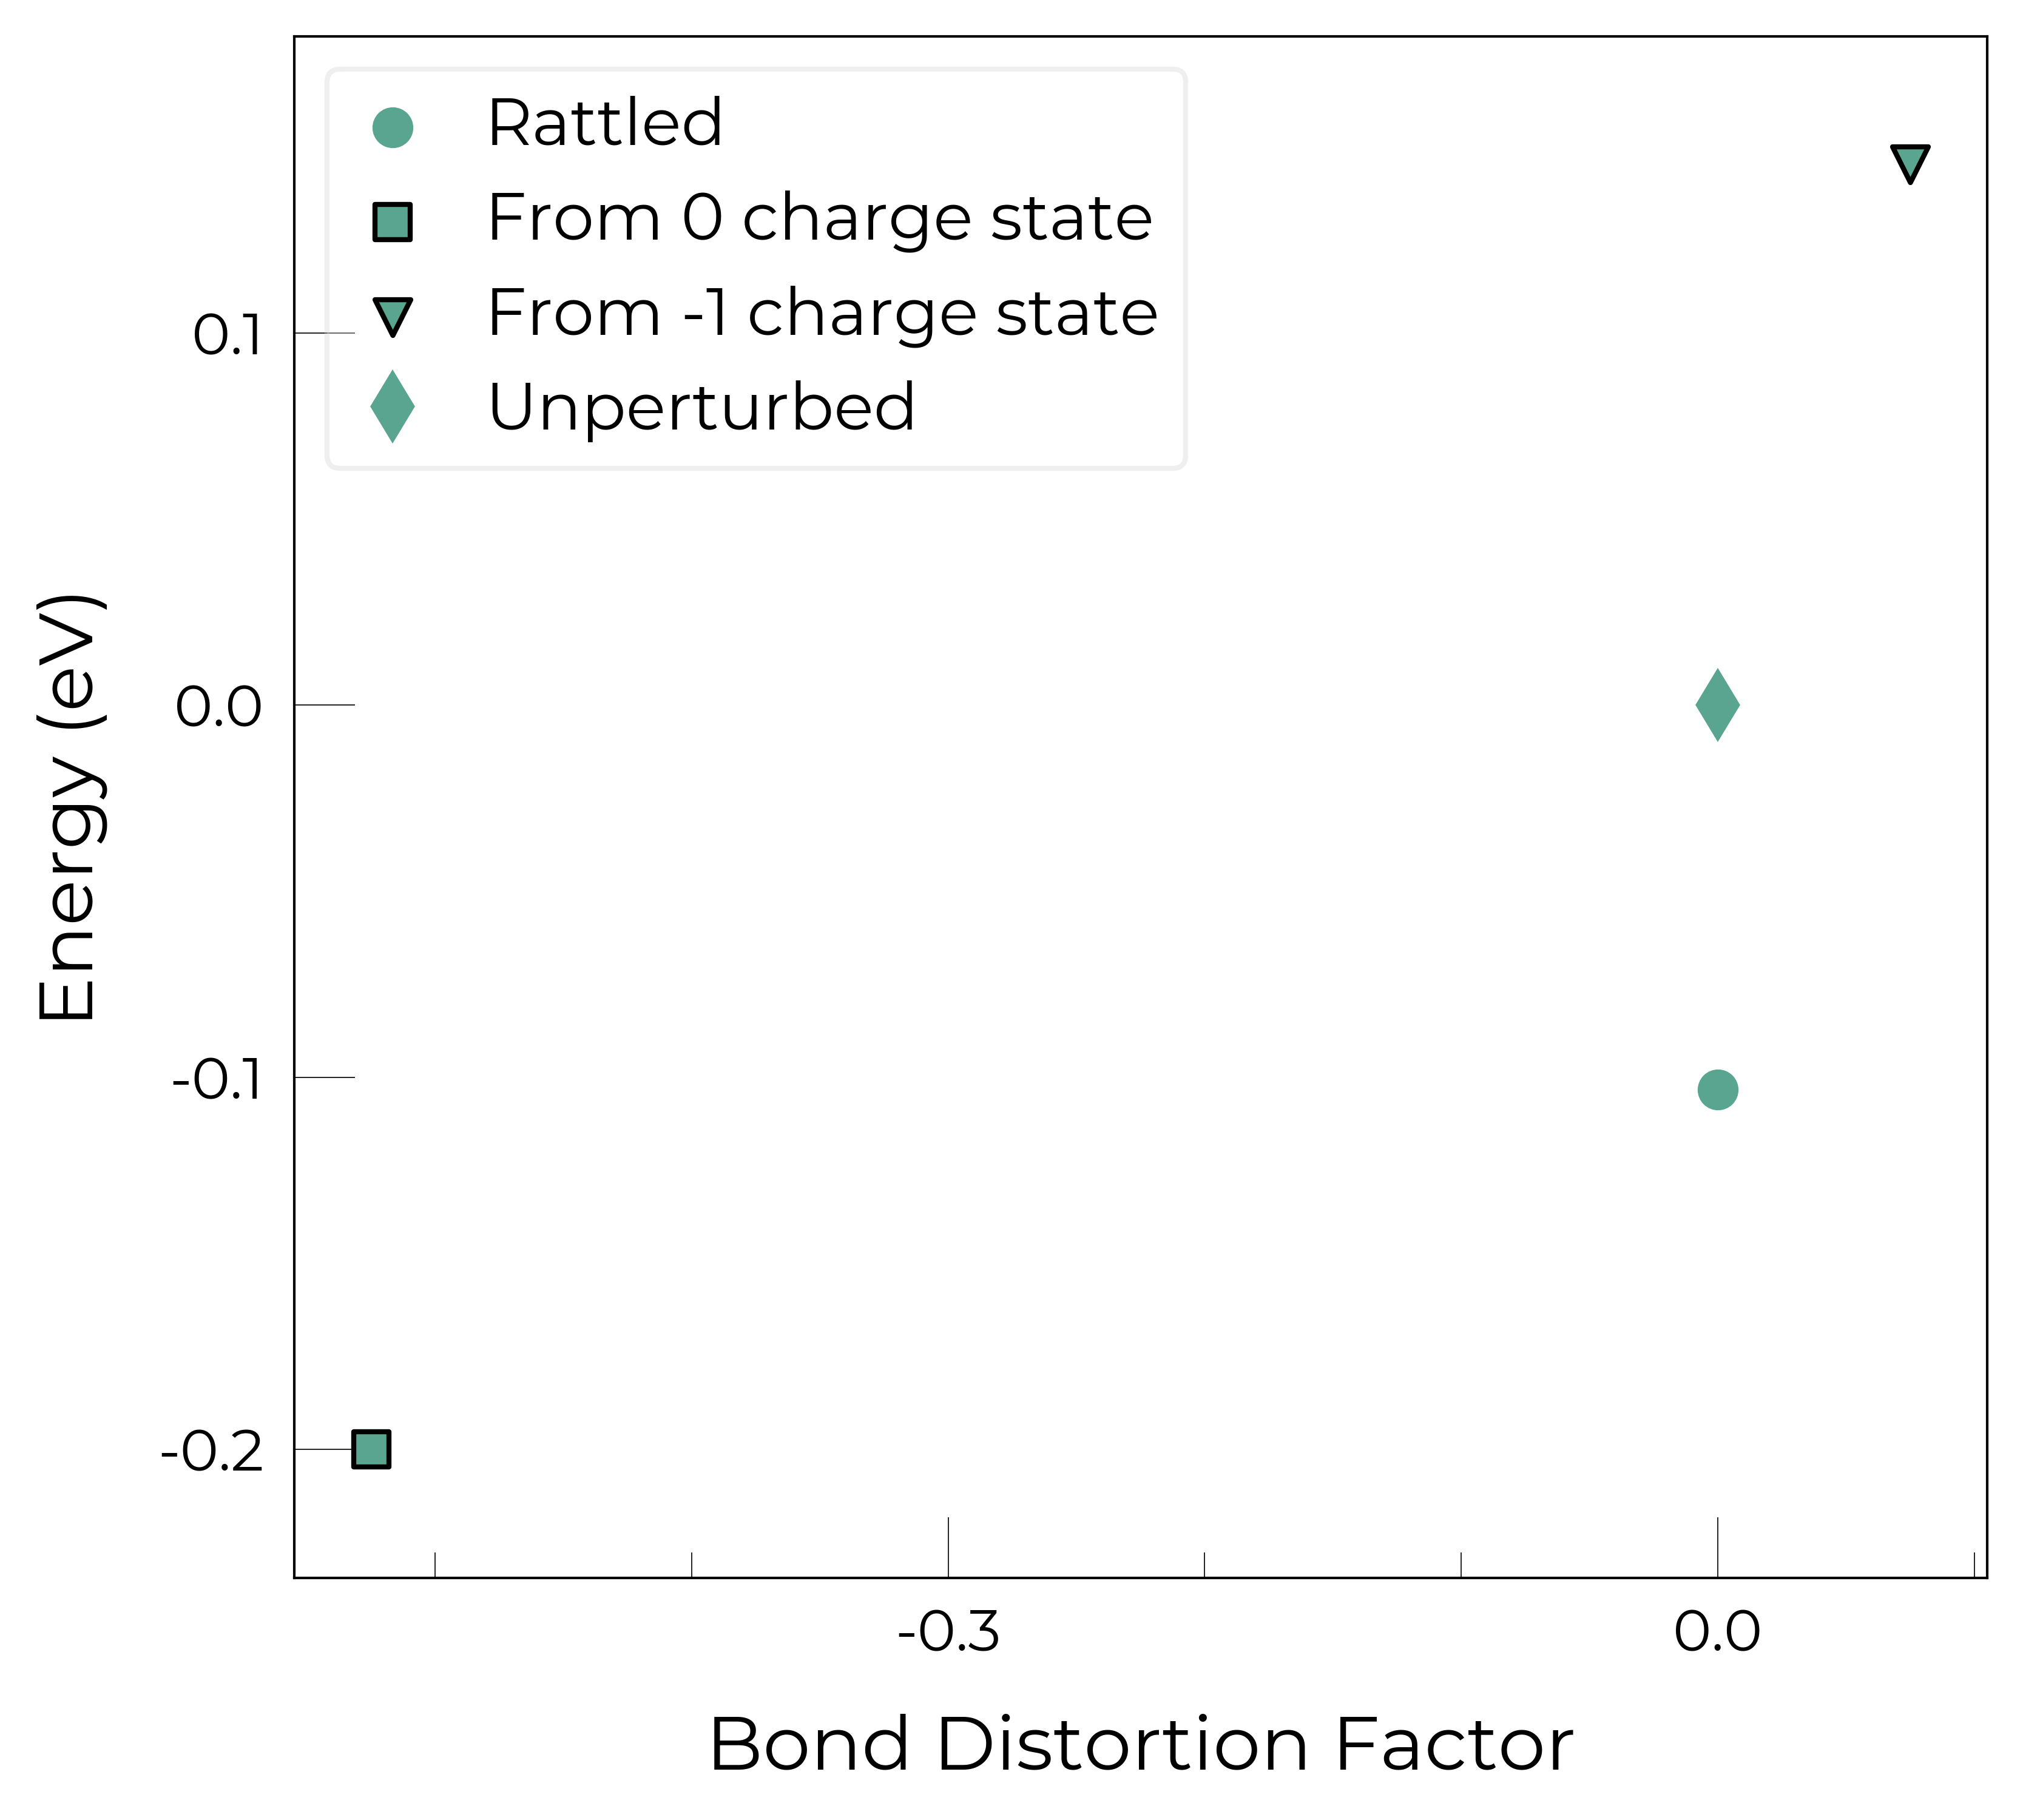 Rattled
From 0 charge state
From -1 charge state
Unperturbed
0.1
0.0
-0.1
-0.2
Energy (eV)
-0.3
0.0
Bond Distortion Factor